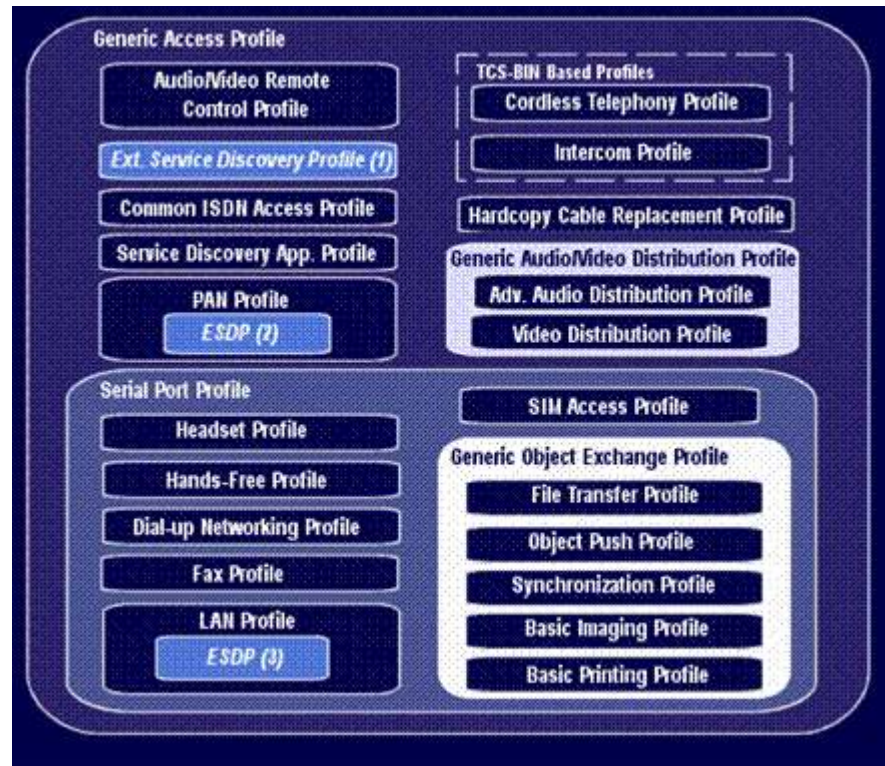 Generic Access Profile
Audio/Video Remote
Control Profile
Ext. Service Discovery Profile (1)
Common ISDN Access Profile
Service Discovery App. Profile
PAN Profile
ESDP (2)
TCS-BIN Based Profiles
Cordless Telephony Profile
Intercom Profile
Hardcopy Cable Replacement Profile
Generic Audio/Video Distribution Profile
Adv. Audio Distribution Profile
Video Distribution Profile
Serial Port Profile
Headset Profile
Hands-Free Profile
Dial-up Networking Profile
Fax Profile
LAN Profile
ESDP (3)
SIM Access Profile
Generic Object Exchange Profile
File Transfer Profile
Object Push Profile
Synchronization Profile
Basic Imaging Profile
Basic Printing Profile